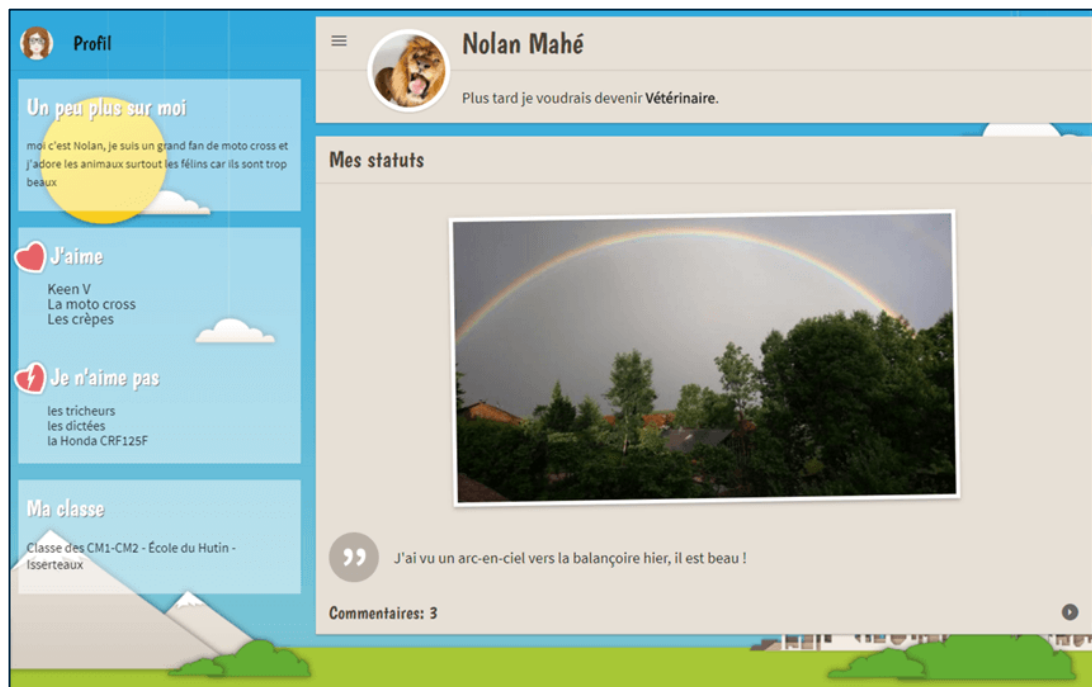 Profil
Un peu plus sur moi
moi c'est Nolan, je suis un grand fan de moto cross et
j'adore les animaux surtout les félins car ils sont trop
beaux
J'aime
Keen V
La moto cross
Les crèpes
Je n'aime pas
les tricheurs
les dictées
la Honda CRF125F
Ma classe
Classe des CM1-CM2 - École du Hutin -
Isserteaux
Nolan Mahé
Plus tard je voudrais devenir Vétérinaire.
Mes statuts
J'ai vu un arc-en-ciel vers la balançoire hier, il est beau !
Commentaires: 3